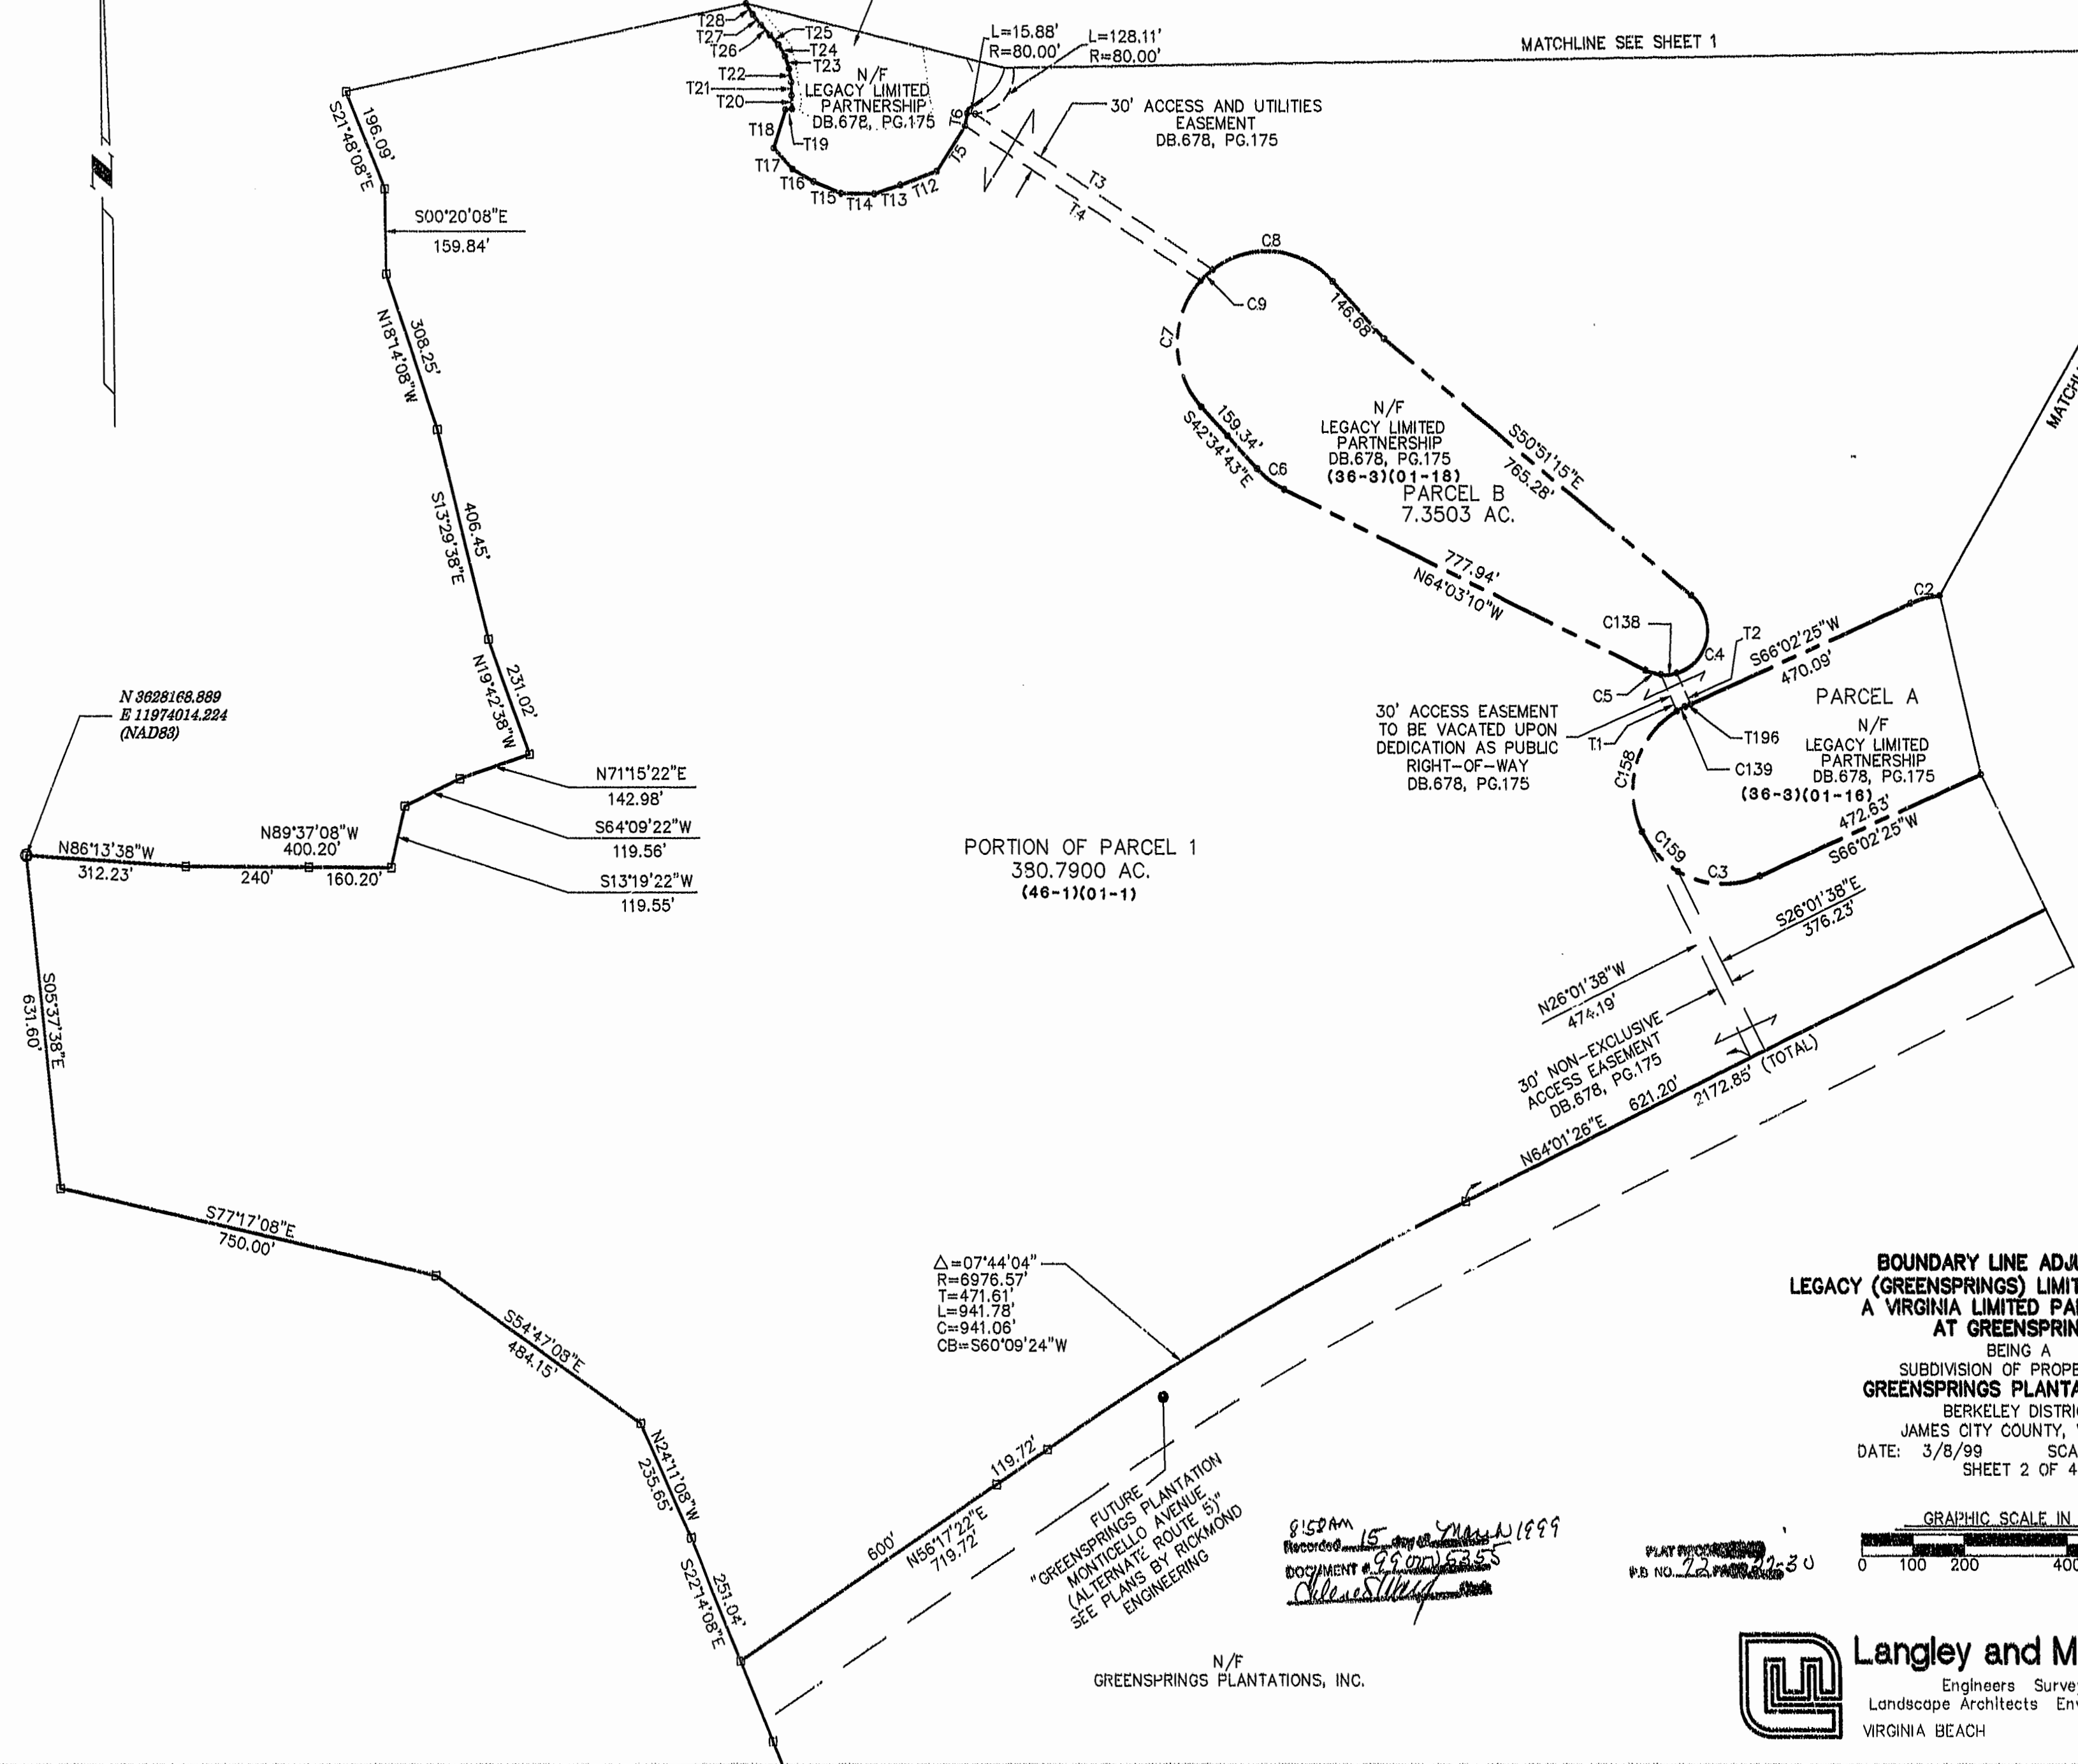 T28
T27
T26
T25
T24
T23
T22
T21
T20
T19
T18
T17
T16
T15
T14
T13
T12
T5
T6
N/F
LEGACY LIMITED
PARTNERSHIP
DB.678, PG.175
L=15.88'
R=80.00'
L=128.11'
R=80.00'
MATCHLINE SEE SHEET 1
30' ACCESS AND UTILITIES
EASEMENT
DB.678, PG.175
T3
T4
196.09'
S21°48'08"E
S00°20'08"E
159.84'
308.25'
N18°14'08"W
406.45'
S13°29'38"E
231.02'
N19°42'38"W
N71°15'22"E
142.98'
S64°09'22"W
119.56'
S13°19'22"W
119.55'
N 3628168.889
E 11974014.224
(NAD83)
N86°13'38"W
312.23'
N89°37'08"W
400.20'
240'
160.20'
S05°37'38"E
631.60'
S77°17'08"E
750.00'
S54°47'08"E
484.15'
N24°11'08"W
235.65'
251.04'
S22°14'08"E
C8
C9
C7
146.68'
159.34'
S42°34'43"E
C6
N/F
LEGACY LIMITED
PARTNERSHIP
DB.678, PG.175
(36-3)(01-18)
PARCEL B
7.3503 AC.
S50°51'15"E
765.28'
777.94'
N64°03'10"W
C138
T2
C4
C5
C2
S66°02'25"W
470.09'
30' ACCESS EASEMENT
TO BE VACATED UPON
DEDICATION AS PUBLIC
RIGHT-OF-WAY
DB.678, PG.175
T1
T196
C139
C158
C159
C3
PARCEL A
N/F
LEGACY LIMITED
PARTNERSHIP
DB.678, PG.175
(36-3)(01-16)
472.63'
S66°02'25"W
S26°01'38"E
376.23'
N26°01'38"W
474.19'
30' NON-EXCLUSIVE
ACCESS EASEMENT
DB.678, PG.175
PORTION OF PARCEL 1
380.7900 AC.
(46-1)(01-1)
N64°01'26"E
621.20'
2172.85' (TOTAL)
△=07°44'04"
R=6976.57'
T=471.61'
L=941.78'
C=941.06'
CB=S60°09'24"W
119.72'
600'
N56°17'22"E
719.72'
FUTURE
"GREENSPRINGS PLANTATION
MONTICELLO AVENUE
(ALTERNATE ROUTE 5)"
SEE PLANS BY RICKMOND
ENGINEERING
N/F
GREENSPRINGS PLANTATIONS, INC.
8:58AM
Recorded 15 day of March 1999
DOCUMENT #
PLAT RECORDED
P.B NO. 72
BOUNDARY LINE ADJU
LEGACY (GREENSPRINGS) LIMIT
A VIRGINIA LIMITED PA
AT GREENSPRIN
BEING A
SUBDIVISION OF PROPE
GREENSPRINGS PLANTA
BERKELEY DISTRI
JAMES CITY COUNTY,
DATE: 3/8/99 SCA
SHEET 2 OF 4
GRAPHIC SCALE IN
0 100 200 400
Langley and M
Engineers Surve
Landscape Architects En
VIRGINIA BEACH
MATCHL